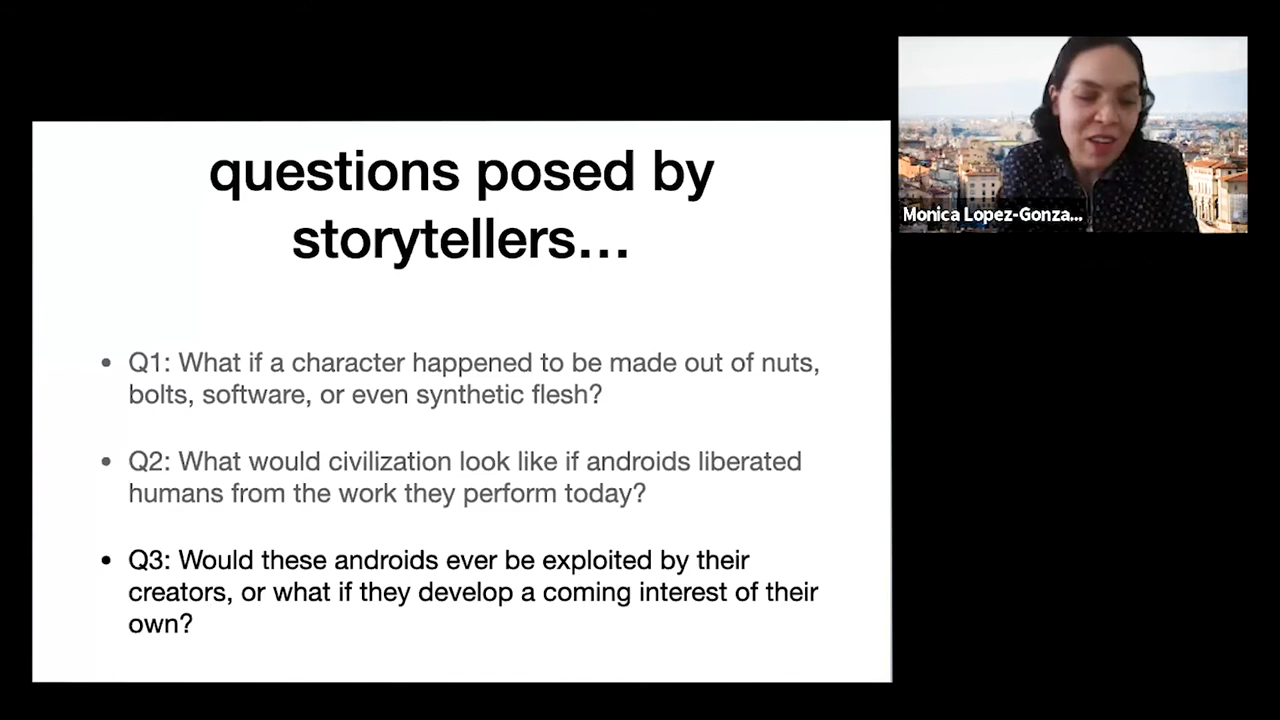 questions posed by
storytellers...
• Q1: What if a character happened to be made out of nuts,
bolts, software, or even synthetic flesh?
• Q2: What would civilization look like if androids liberated
humans from the work they perform today?
• Q3: Would these androids ever be exploited by their
creators, or what if they develop a coming interest of their
own?
Monica Lopez-Gonza...